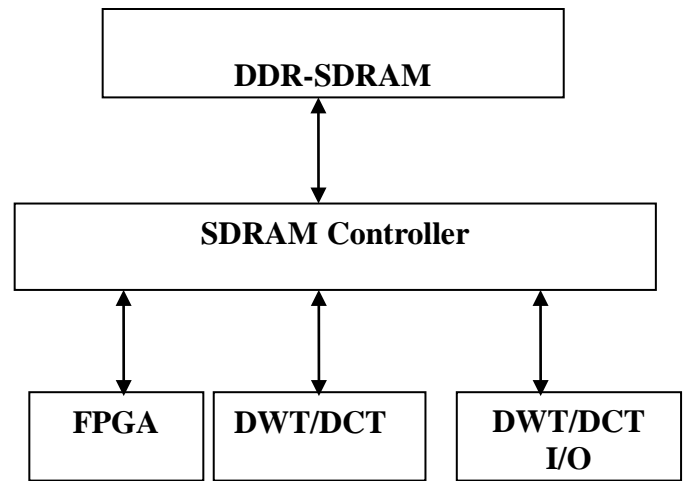 DDR-SDRAM
SDRAM Controller
FPGA
DWT/DCT
DWT/DCT
I/O